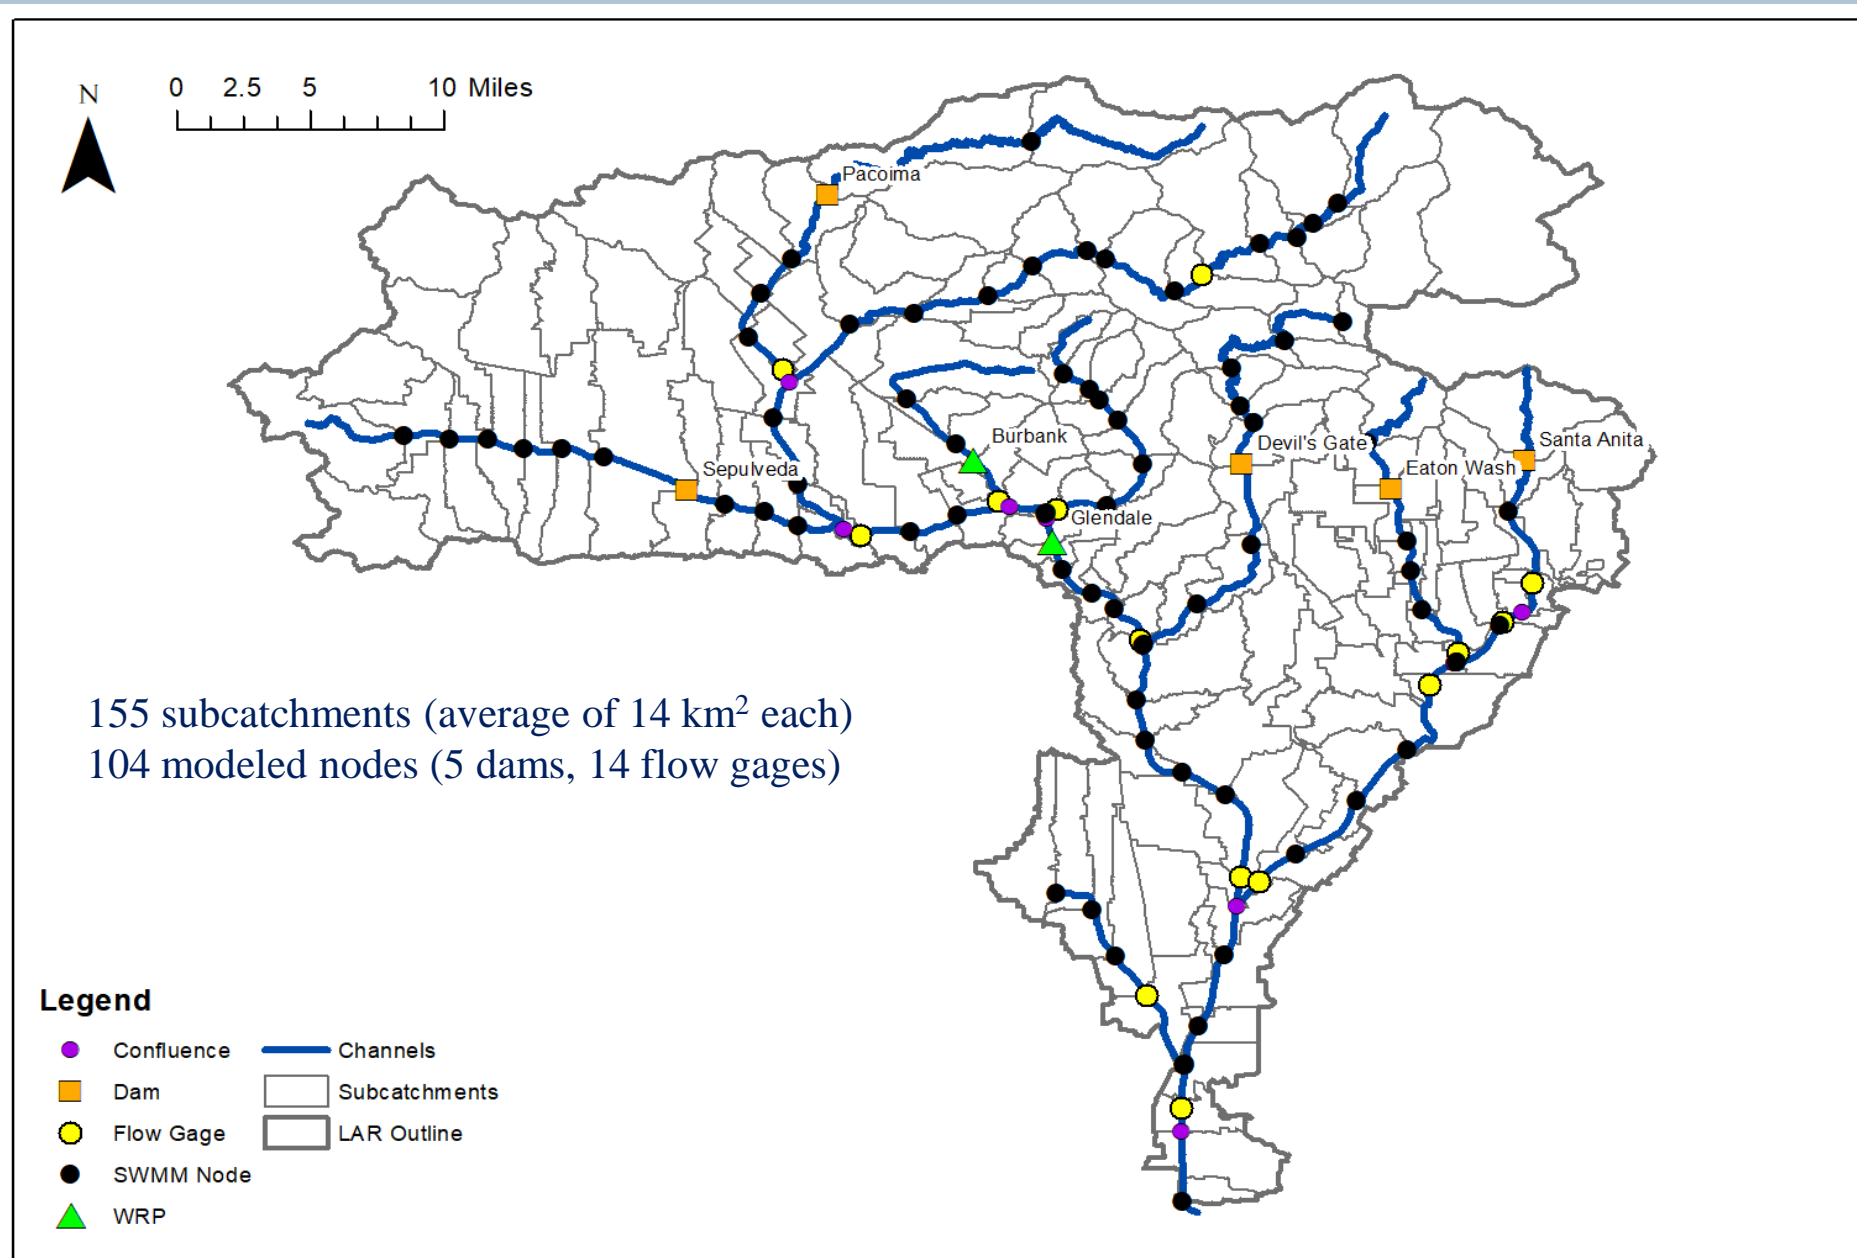 N
0 2.5 5 10 Miles
Pacoima
Burbank
Devil's Gate
Santa Anita
Sepulveda
Eaton Wash
Glendale
155 subcatchments (average of 14 km² each)
104 modeled nodes (5 dams, 14 flow gages)
Legend
Confluence
Channels
Dam
Subcatchments
Flow Gage
LAR Outline
SWMM Node
WRP